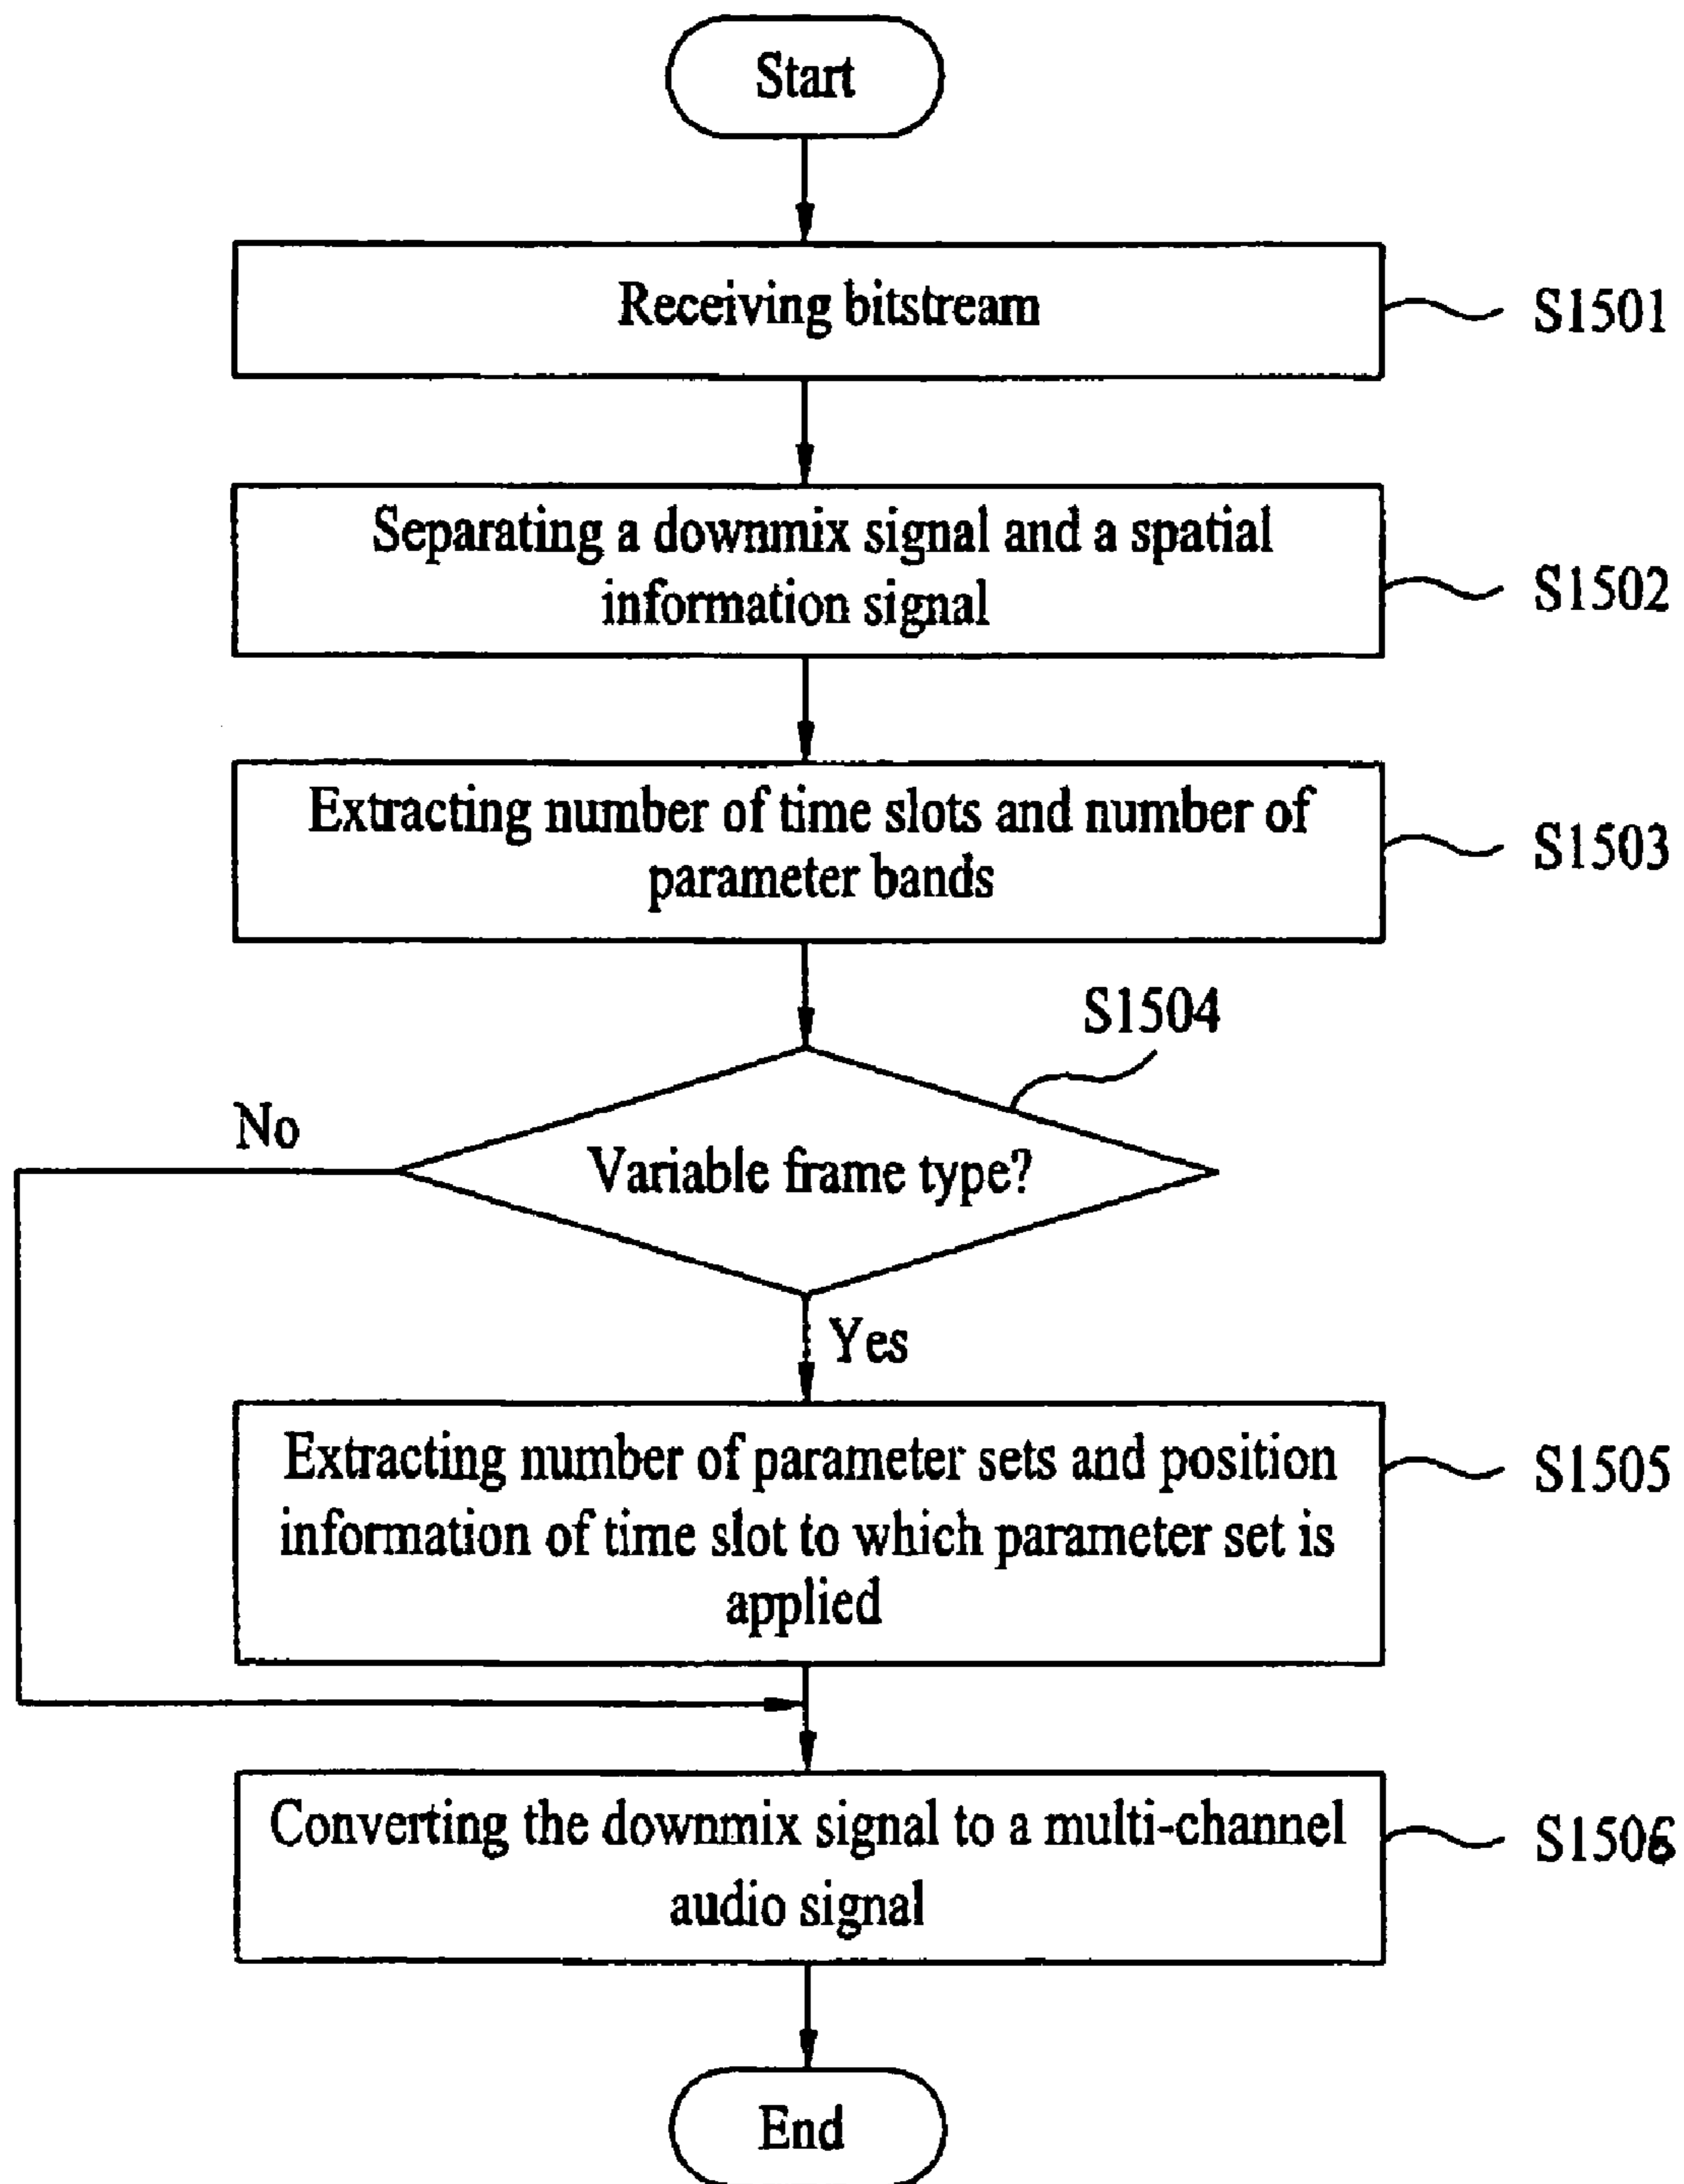 Start
Receiving bitstream
S1501
Separating a downmix signal and a spatial
information signal
S1502
Extracting number of time slots and number of
parameter bands
S1503
S1504
No
Variable frame type?
Yes
Extracting number of parameter sets and position
information of time slot to which parameter set is
applied
S1505
Converting the downmix signal to a multi-channel
audio signal
S1506
End